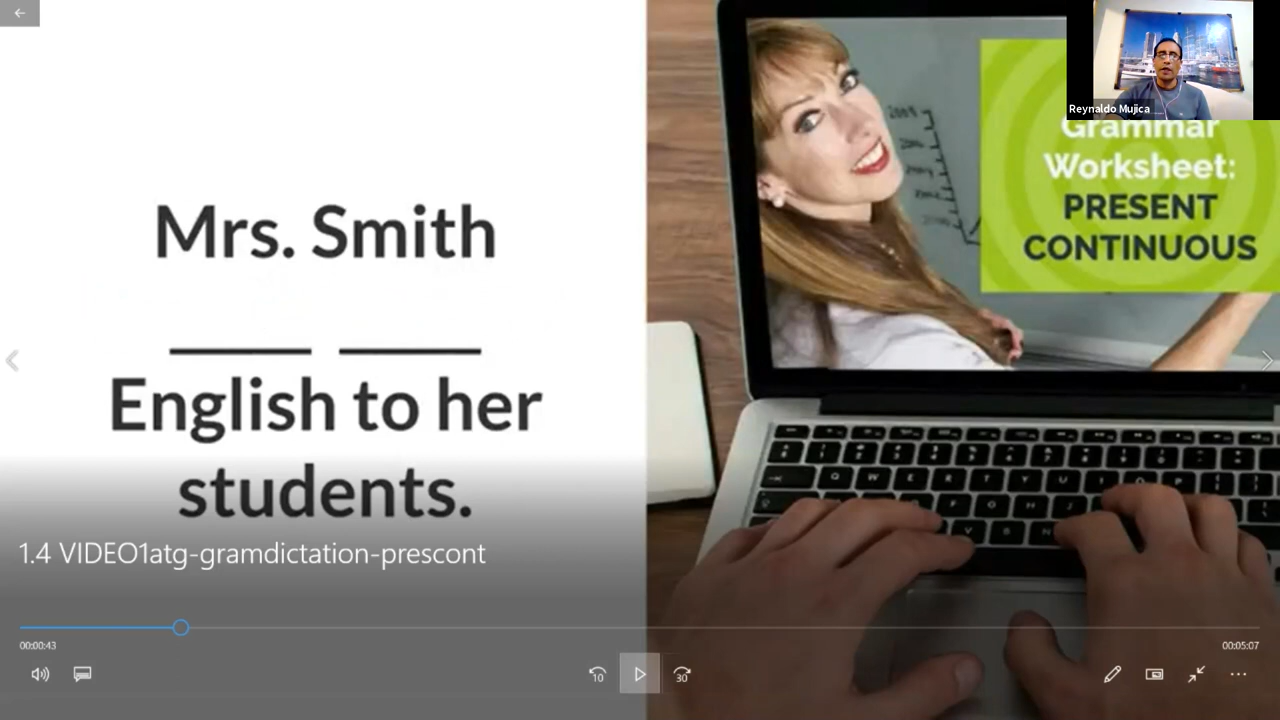 Mrs. Smith
English to her
students.
Reynaldo Mujica
Grammar
Worksheet:
PRESENT
CONTINUOUS
1.4 VIDEO1atg-gramdictation-prescont
00:00:43
00:05:07
10
30